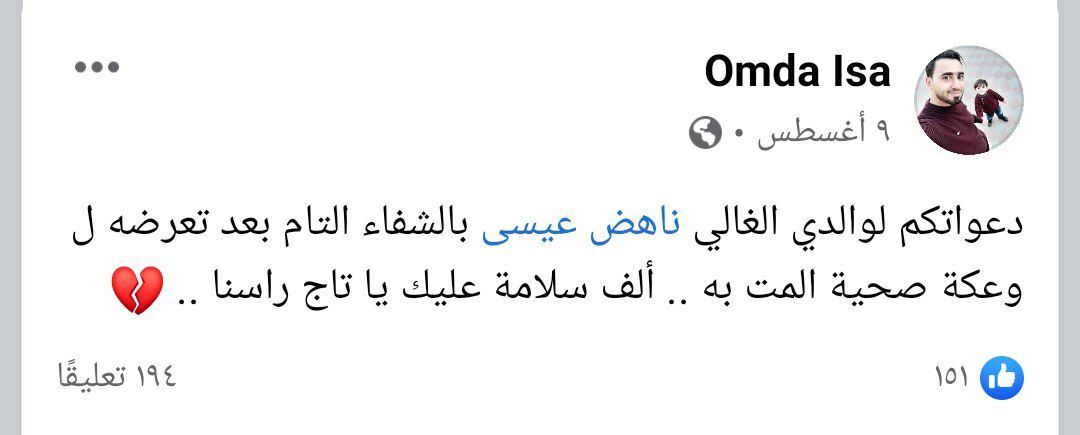 Omda Isa
٩ أغسطس
دعواتكم لوالدي الغالي ناهض عيسى بالشفاء التام بعد تعرضه ل
وعكة صحية المت به .. ألف سلامة عليك يا تاج راسنا .. 💔
١٥١
١٩٤ تعليقًا